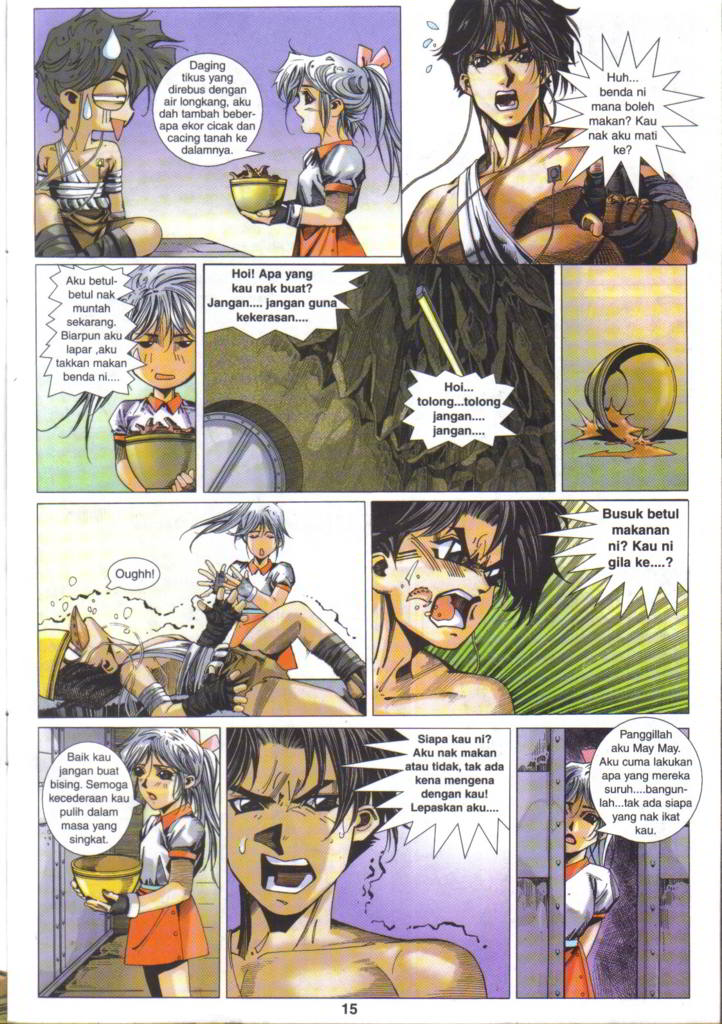 Daging
tikus yang
direbus dengan
air longkang, aku
dah tambah beber-
apa ekor cicak dan
cacing tanah ke
dalamnya.
Huh...
benda ni
mana boleh
makan? Kau
nak aku mati
ke?
Aku betul-
betul nak
muntah
sekarang.
Biarpun aku
lapar ,aku
takkan makan
benda ni....
Hoi! Apa yang
kau nak buat?
Jangan.... jangan guna
kekerasan....
Hoi...
tolong...tolong
jangan....
jangan....
Oughh!
Busuk betul
makanan
ni? Kau ni
gila ke....?
Baik kau
jangan buat
bising. Semoga
kecederaan kau
pulih dalam
masa yang
singkat.
Siapa kau ni?
Aku nak makan
atau tidak, tak ada
kena mengena
dengan kau!
Lepaskan aku....
Panggillah
aku May May.
Aku cuma lakukan
apa yang mereka
suruh....bangun-
lah...tak ada siapa
yang nak ikat
kau.
15